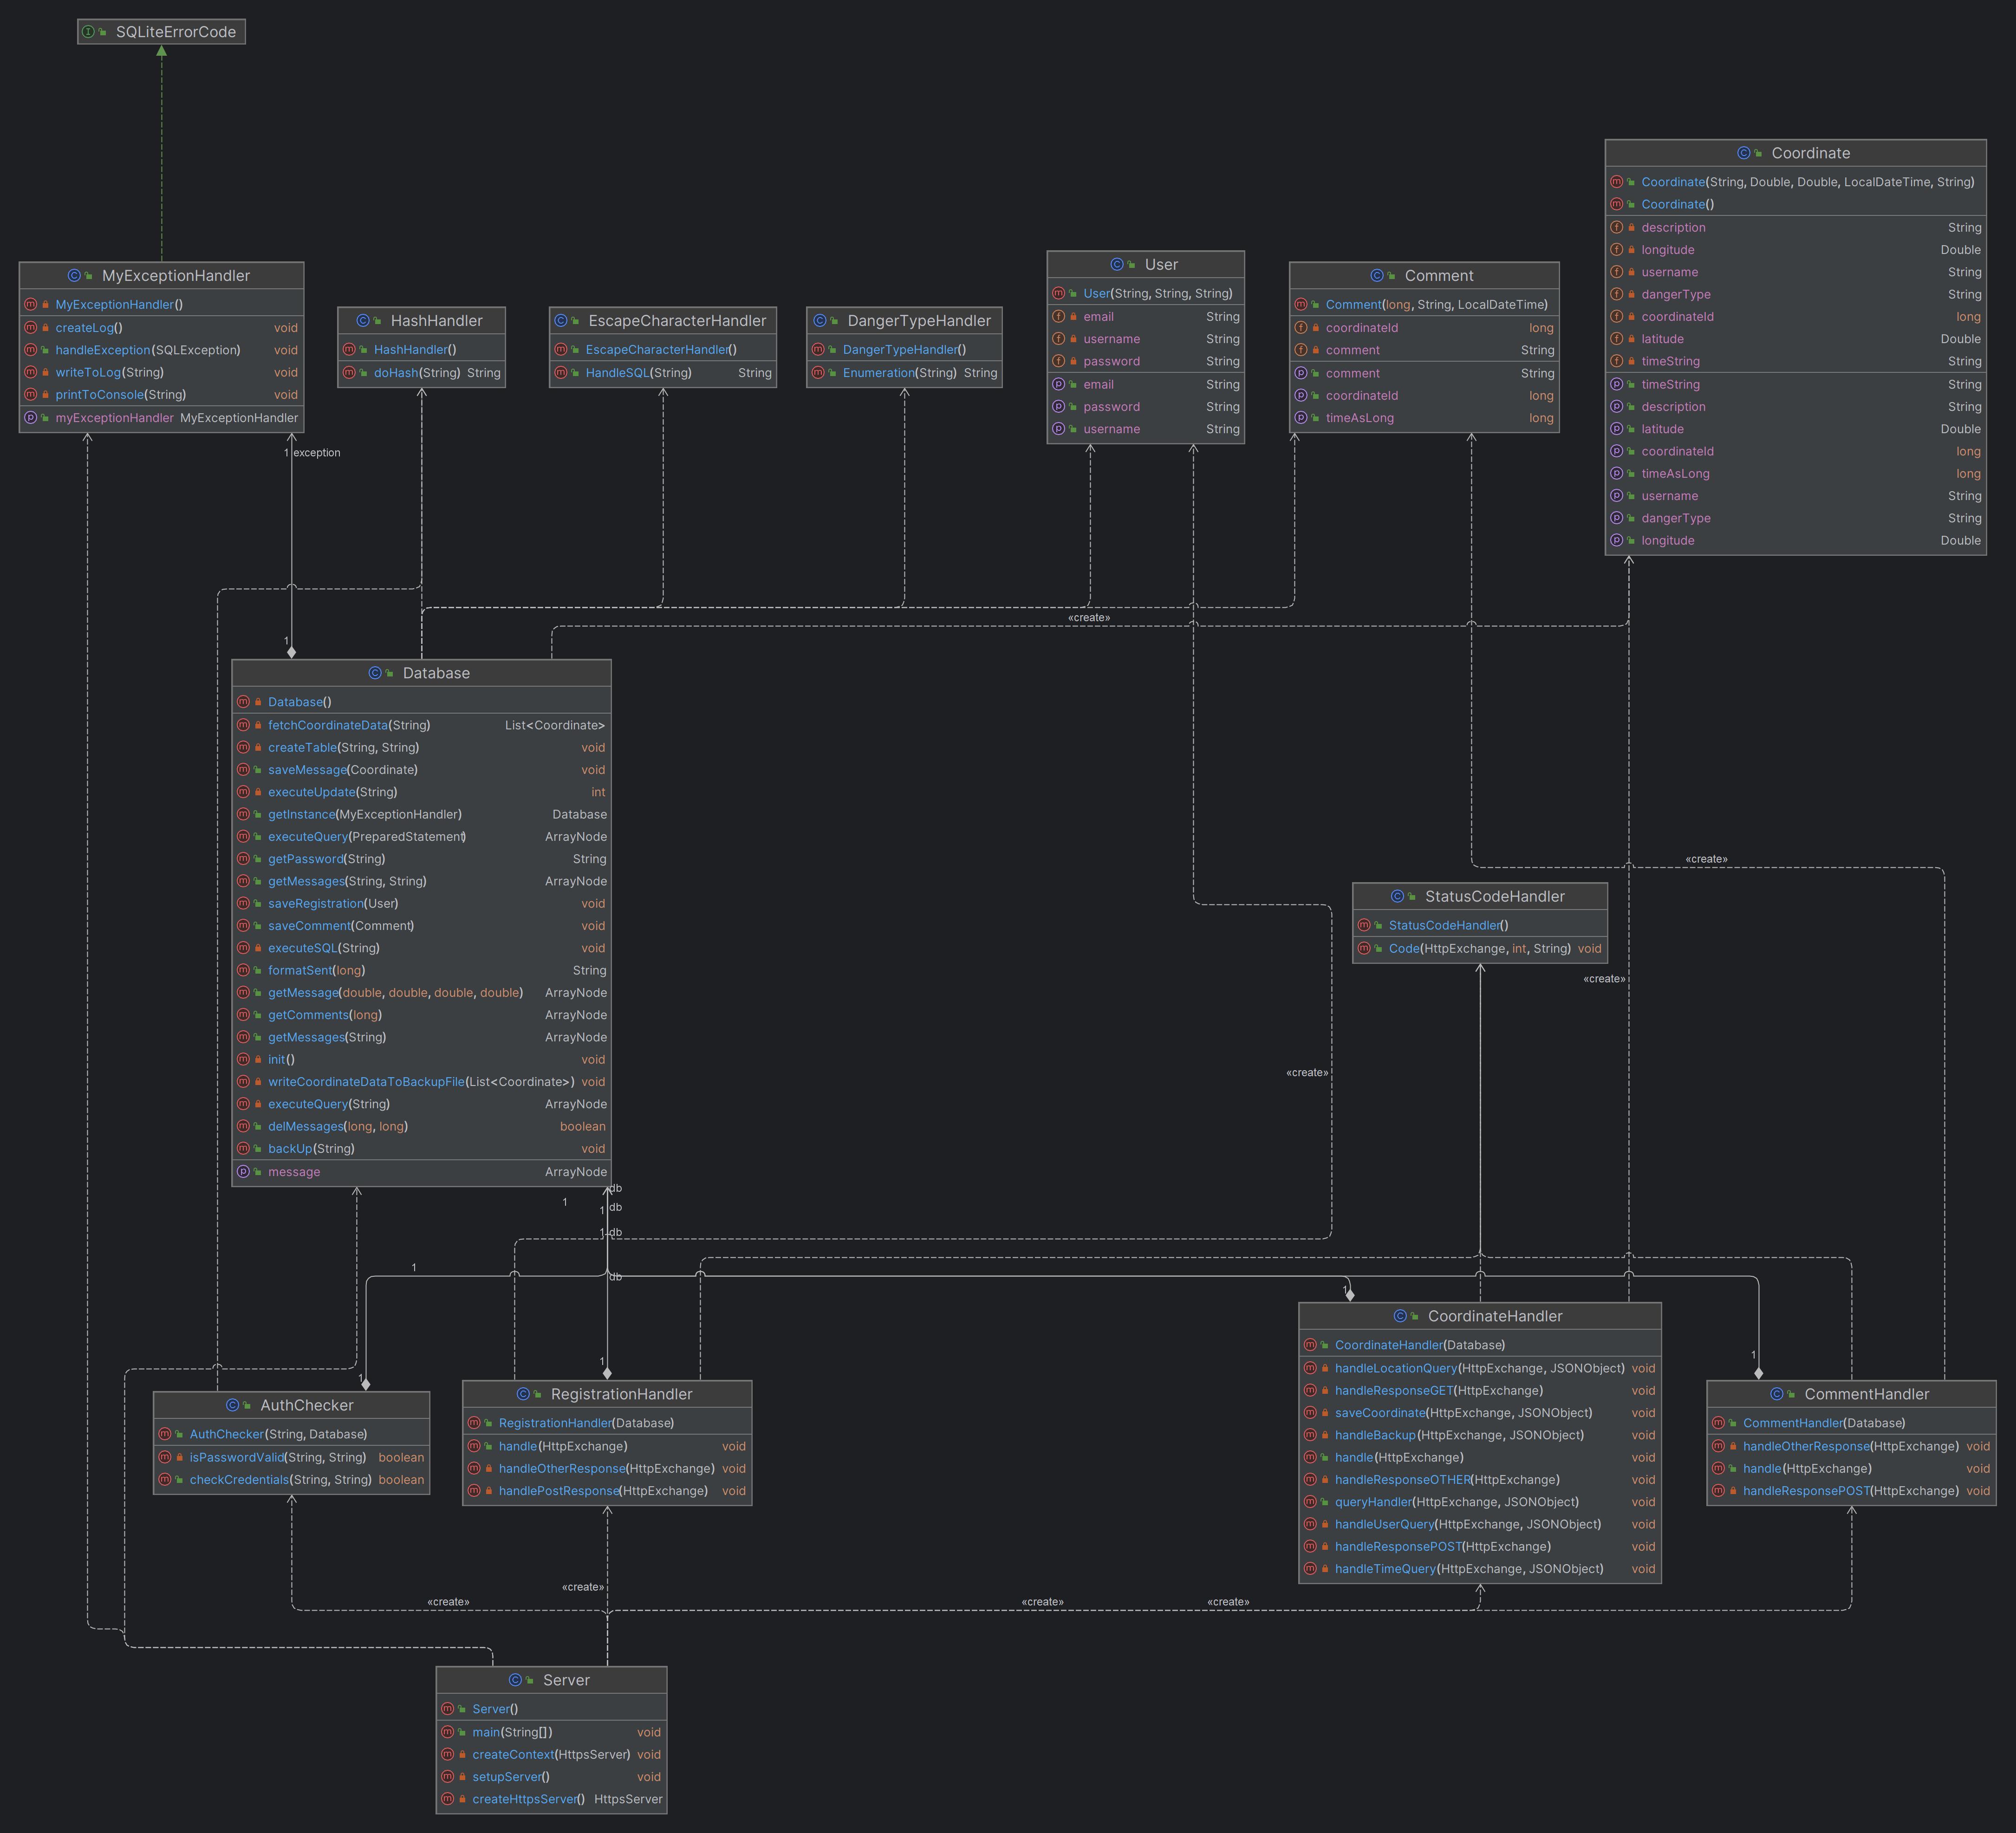 SQLiteErrorCode
Coordinate
Coordinate(String, Double, Double, LocalDateTime, String)
Coordinate()
description String
longitude Double
username String
dangerType String
coordinateId long
latitude Double
timeString String
timeString String
description String
latitude Double
coordinateId long
timeAsLong long
username String
dangerType String
longitude Double
MyExceptionHandler
MyExceptionHandler()
createLog() void
handleException(SQLException) void
writeToLog(String) void
printToConsole(String) void
myExceptionHandler MyExceptionHandler
HashHandler
HashHandler()
doHash(String) String
EscapeCharacterHandler
EscapeCharacterHandler()
HandleSQL(String) String
DangerTypeHandler
DangerTypeHandler()
Enumeration(String) String
User
User(String, String, String)
email String
username String
password String
email String
password String
username String
Comment
Comment(long, String, LocalDateTime)
coordinateId long
comment String
comment String
coordinateId long
timeAsLong long
1 exception
«create»
1
Database
Database()
fetchCoordinateData(String) List<Coordinate>
createTable(String, String) void
saveMessage(Coordinate) void
executeUpdate(String) int
getInstance(MyExceptionHandler) Database
executeQuery(PreparedStatement) ArrayNode
getPassword(String) String
getMessages(String, String) ArrayNode
saveRegistration(User) void
saveComment(Comment) void
executeSQL(String) void
formatSent(long) String
getMessage(double, double, double, double) ArrayNode
getComments(long) ArrayNode
getMessages(String) ArrayNode
init() void
writeCoordinateDataToBackupFile(List<Coordinate>) void
executeQuery(String) ArrayNode
delMessages(long, long) boolean
backUp(String) void
message ArrayNode
«create»
StatusCodeHandler
StatusCodeHandler()
Code(HttpExchange, int, String) void
«create»
«create»
db
1
1 db
1 db
1
db
1
1
1
1
AuthChecker
AuthChecker(String, Database)
isPasswordValid(String, String) boolean
checkCredentials(String, String) boolean
RegistrationHandler
RegistrationHandler(Database)
handle(HttpExchange) void
handleOtherResponse(HttpExchange) void
handlePostResponse(HttpExchange) void
CoordinateHandler
CoordinateHandler(Database)
handleLocationQuery(HttpExchange, JSONObject) void
handleResponseGET(HttpExchange) void
saveCoordinate(HttpExchange, JSONObject) void
handleBackup(HttpExchange, JSONObject) void
handle(HttpExchange) void
handleResponseOTHER(HttpExchange) void
queryHandler(HttpExchange, JSONObject) void
handleUserQuery(HttpExchange, JSONObject) void
handleResponsePOST(HttpExchange) void
handleTimeQuery(HttpExchange, JSONObject) void
CommentHandler
CommentHandler(Database)
handleOtherResponse(HttpExchange) void
handle(HttpExchange) void
handleResponsePOST(HttpExchange) void
«create»
«create»
«create»
«create»
Server
Server()
main(String[]) void
createContext(HttpsServer) void
setupServer() void
createHttpsServer() HttpsServer